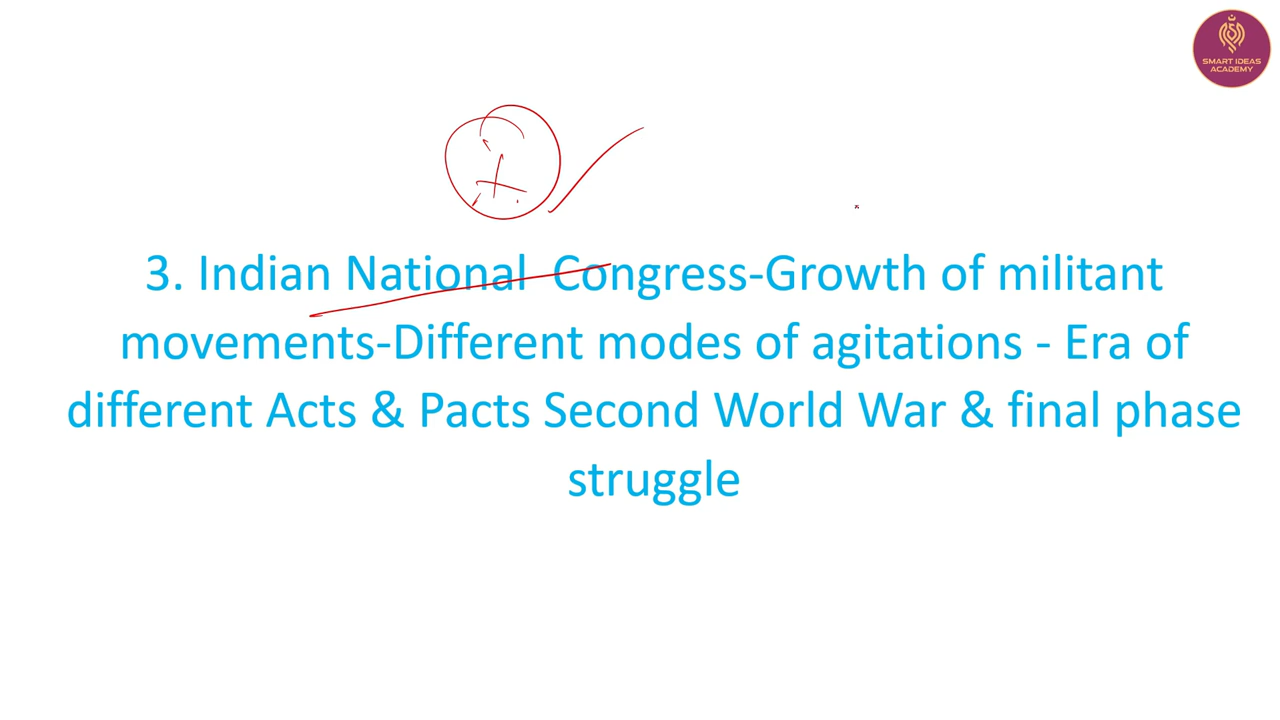 SMART IDEAS
ACADEMY
3. Indian National Congress-Growth of militant
movements-Different modes of agitations - Era of
different Acts & Pacts Second World War & final phase
struggle